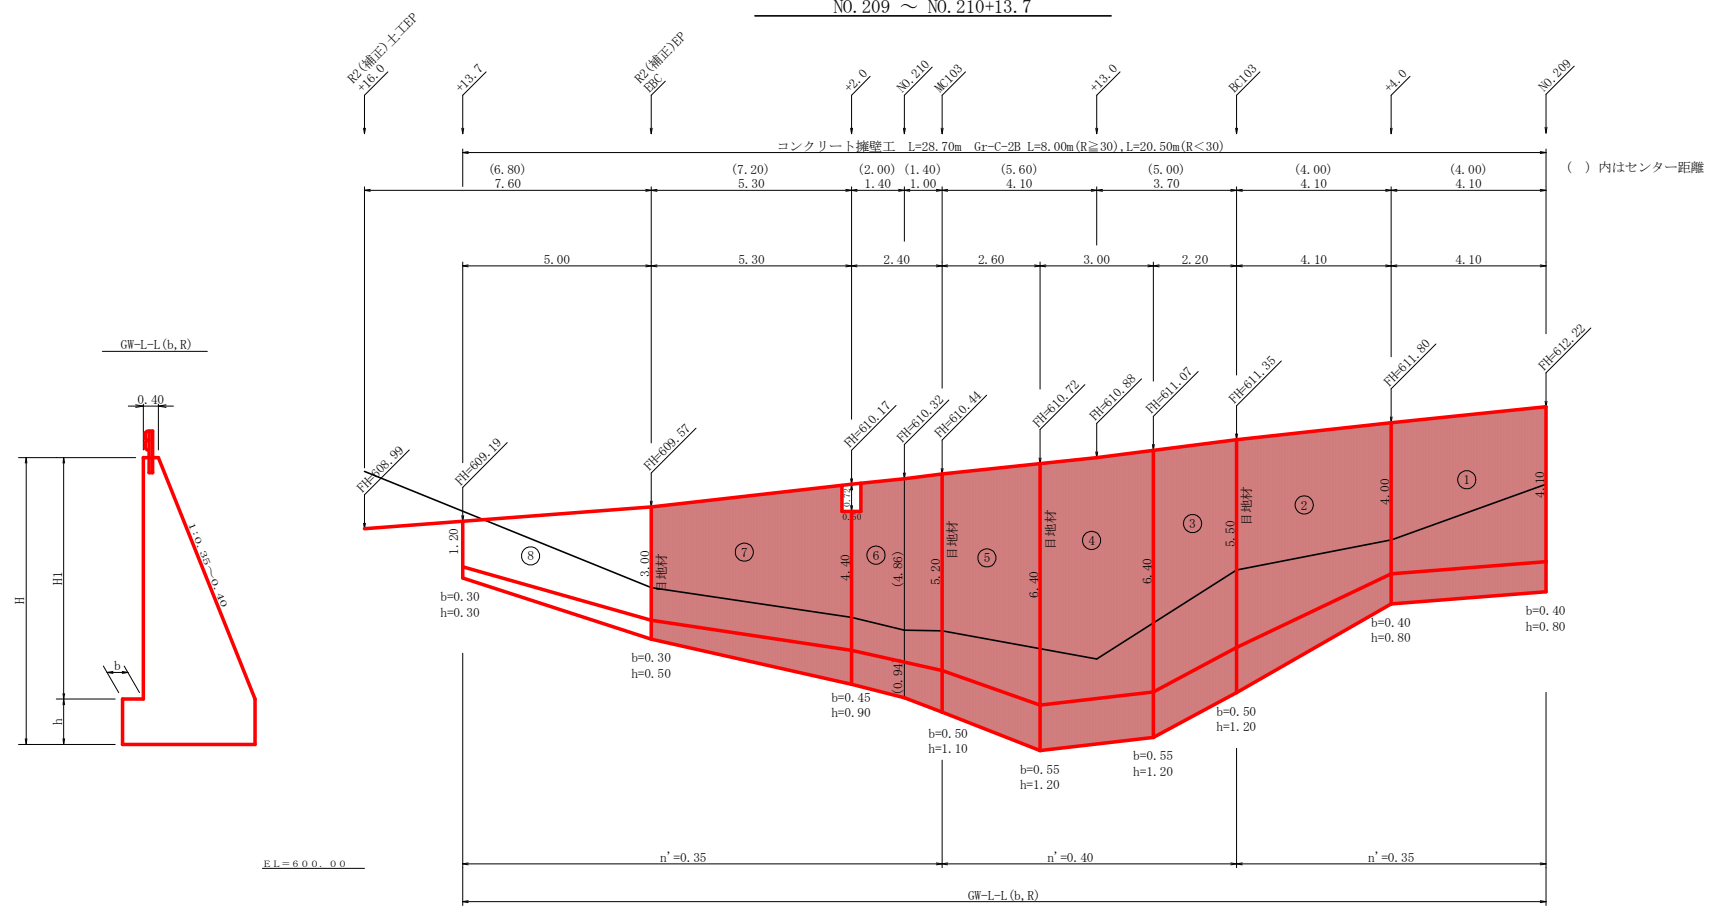 NO.209 ～ NO.210+13.7
R2(補正)土工EP
+16.0
+13.7
R2(補正)EP
EBC
+2.0
NO.210
MC103
+13.0
BC103
+4.0
NO.209
コンクリート擁壁工 L=28.70m Gr-C-2B L=8.00m(R≧30),L=20.50m(R<30)
(6.80) (7.20) (2.00) (1.40) (5.60) (5.00) (4.00) (4.00)
( ) 内はセンター距離
7.60 5.30 1.40 1.00 4.10 3.70 4.10 4.10
5.00 5.30 2.40 2.60 3.00 2.20 4.10 4.10
GW-L-L(b,R)
0.40
H
H1
h
b
1:0.35～0.40
FH=608.99
FH=609.19
FH=609.57
FH=610.17
FH=610.32
FH=610.44
FH=610.72
FH=610.88
FH=611.07
FH=611.35
FH=611.80
FH=612.22
1.20
⑧
3.00
目地材
⑦
0.50
4.40
⑥
(4.86)
(0.94
5.20
目地材
⑤
6.40
目地材
④
6.40
③
5.50
目地材
②
4.00
①
4.10
b=0.30
h=0.30
b=0.30
h=0.50
b=0.45
h=0.90
b=0.50
h=1.10
b=0.55
h=1.20
b=0.55
h=1.20
b=0.50
h=1.20
b=0.40
h=0.80
b=0.40
h=0.80
EL=600.00
n'=0.35 n'=0.40 n'=0.35
GW-L-L(b,R)